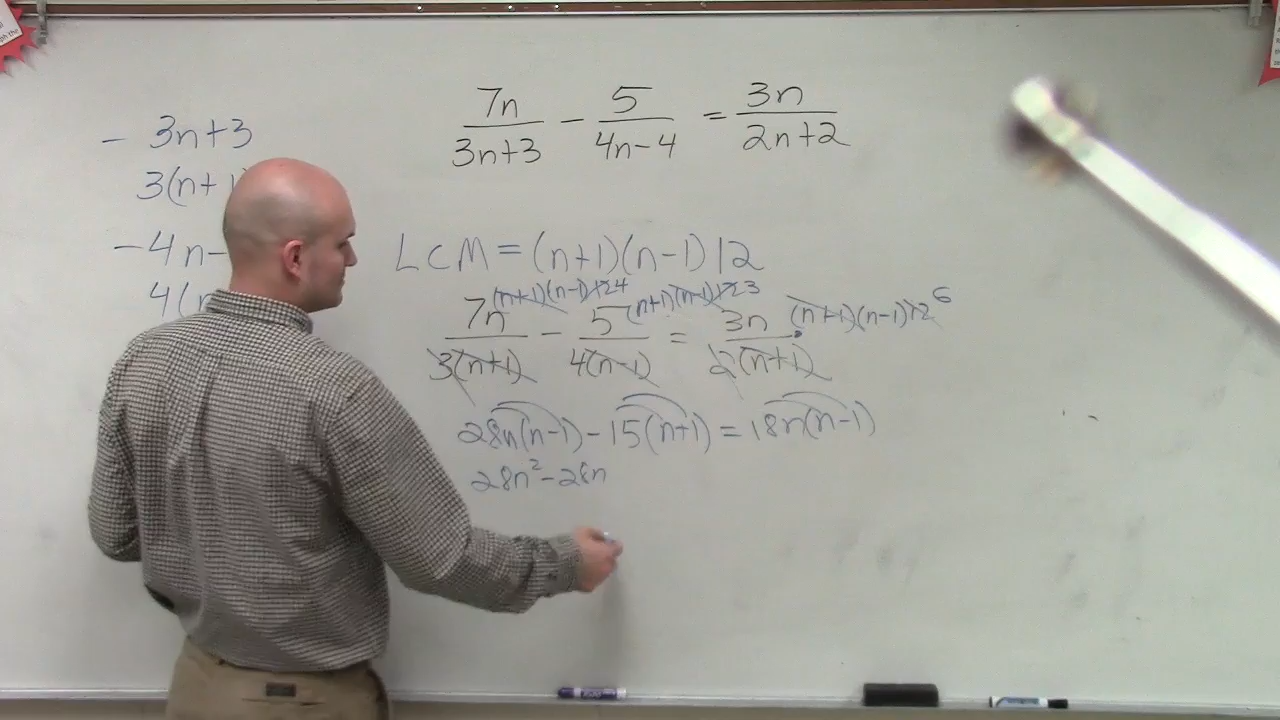 - 3n+3
3(n+1
- 4n-
4(n
7n/3n+3 - 5/4n-4 = 3n/2n+2
LCM = (n+1)(n-1)12
7n(n+1)(n-1)12 4/3(n+1) - 5(n+1)(n-1)12 3/4(n-1) = 3n·(n+1)(n-1)12 6/2(n+1)
28n(n-1) - 15(n+1) = 18n(n-1)
28n² - 28n